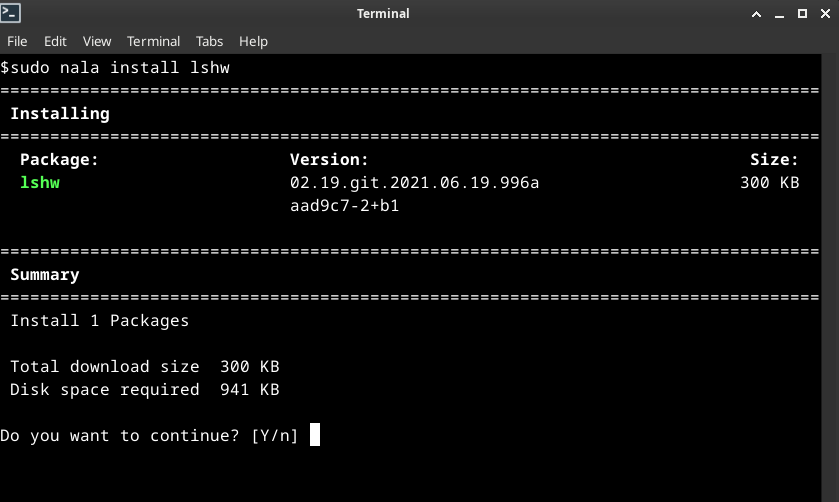 Terminal
File Edit View Terminal Tabs Help
$sudo nala install lshw
==================================================================================
Installing
==================================================================================
Package: Version: Size:
lshw 02.19.git.2021.06.19.996a 300 KB
aad9c7-2+b1
==================================================================================
Summary
==================================================================================
Install 1 Packages
Total download size 300 KB
Disk space required 941 KB
Do you want to continue? [Y/n]